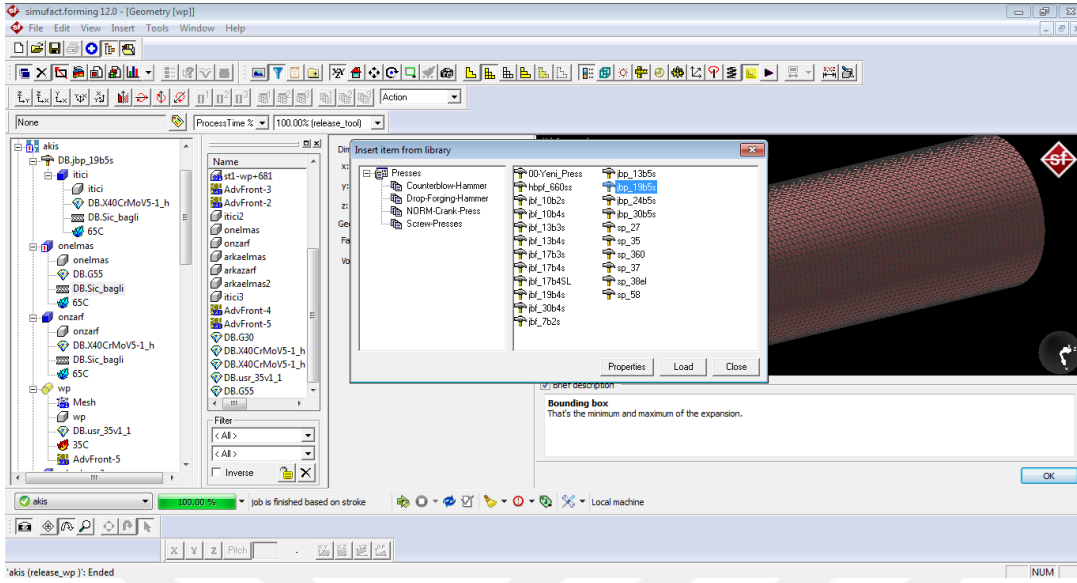 simufact.forming 12.0 - [Geometry [wp]]
File Edit View Insert Tools Window Help
Action
None
ProcessTime %
100.00% (release_tool)
akis
DB.jbp_19b5s
itici
itici
DB.X40CrMoV5-1_h
DB.Sic_bagli
65C
onelmas
onelmas
DB.G55
DB.Sic_bagli
65C
onzarf
onzarf
DB.X40CrMoV5-1_h
DB.Sic_bagli
65C
wp
Mesh
wp
DB.usr_35v1_1
35C
AdvFront-5
Name
st1-wp+681
AdvFront-3
AdvFront-2
itici2
onelmas
onzarf
arkaelmas
arkazarf
arkaelmas2
itici3
AdvFront-4
AdvFront-5
DB.G30
DB.X40CrMoV5-1_h
DB.X40CrMoV5-1_h
DB.usr_35v1_1
DB.G55
Filter
< All >
< All >
Inverse
x:
y:
z:
Insert item from library
Presses
Counterblow-Hammer
Drop-Forging-Hammer
NORM-Crank-Press
Screw-Presses
00-Yeni_Press
hbpf_660ss
jbf_10b2s
jbf_10b4s
jbf_13b3s
jbf_13b4s
jbf_17b3s
jbf_17b4s
jbf_17b4SL
jbf_19b4s
jbf_30b4s
jbf_7b2s
jbp_13b5s
jbp_19b5s
jbp_24b5s
jbp_30b5s
sp_27
sp_35
sp_360
sp_37
sp_38el
sp_58
Properties
Load
Close
sf
Brief description
Bounding box
That's the minimum and maximum of the expansion.
OK
akis
100.00 %
job is finished based on stroke
Local machine
X Y Z Pitch
'akis (release_wp )': Ended
NUM